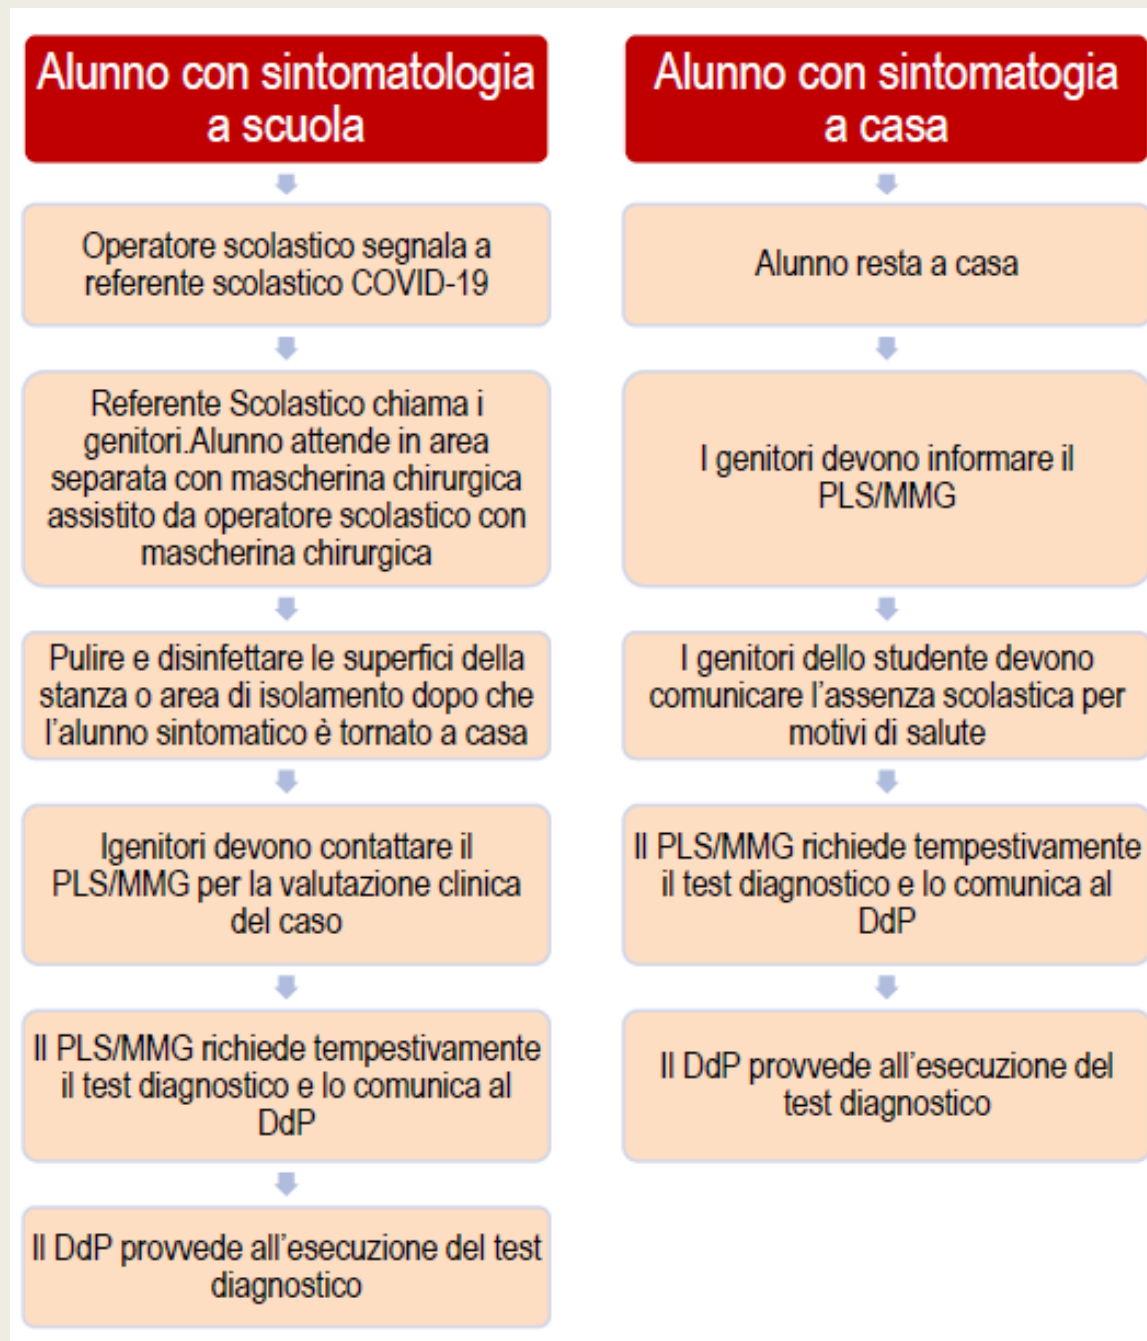 Alunno con sintomatologia
a scuola
Operatore scolastico segnala a
referente scolastico COVID-19
Referente Scolastico chiama i
genitori.Alunno attende in area
separata con mascherina chirurgica
assistito da operatore scolastico con
mascherina chirurgica
Pulire e disinfettare le superfici della
stanza o area di isolamento dopo che
l'alunno sintomatico è tornato a casa
Igenitori devono contattare il
PLS/MMG per la valutazione clinica
del caso
Il PLS/MMG richiede tempestivamente
il test diagnostico e lo comunica al
DdP
Il DdP provvede all'esecuzione del test
diagnostico
Alunno con sintomatogia
a casa
Alunno resta a casa
I genitori devono informare il
PLS/MMG
I genitori dello studente devono
comunicare l'assenza scolastica per
motivi di salute
Il PLS/MMG richiede tempestivamente
il test diagnostico e lo comunica al
DdP
Il DdP provvede all'esecuzione del
test diagnostico